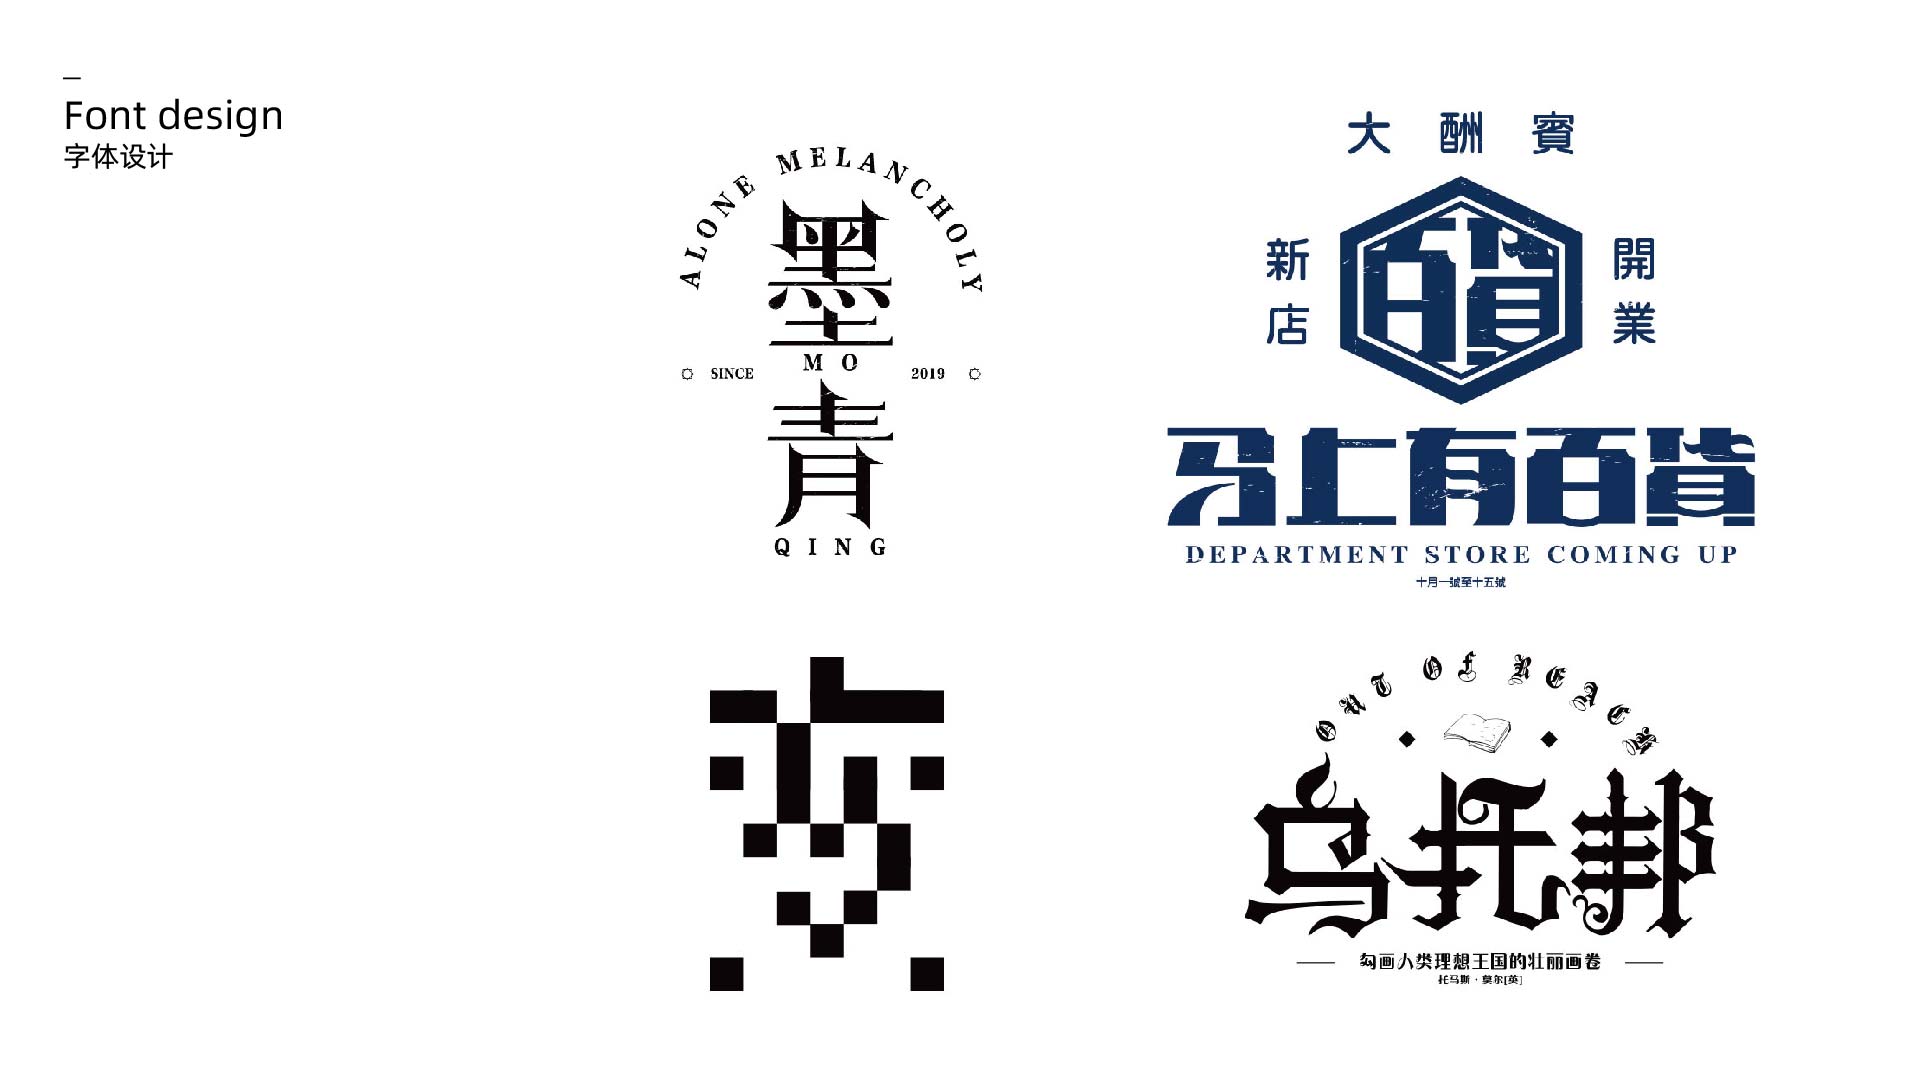 Font design
字体设计
ALONE MELANCHOLY
墨
MO
SINCE 2019
青
QING
大酬賓
新店
開業
百貨
马上有百貨
DEPARTMENT STORE COMING UP
十月一號至十五號
变
OUT OF REACH
乌托邦
勾画人类理想王国的壮丽画卷
托马斯·莫尔[英]